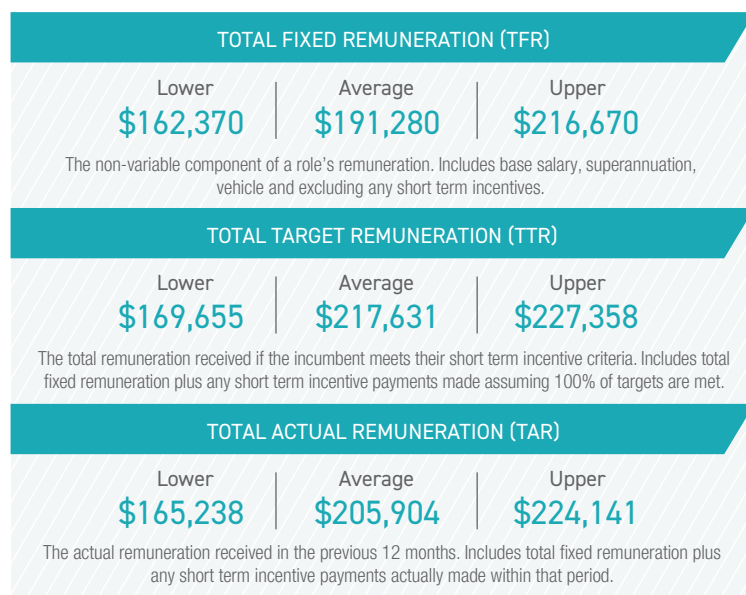 TOTAL FIXED REMUNERATION (TFR)
Lower Average Upper
$162,370 $191,280 $216,670
The non-variable component of a role's remuneration. Includes base salary, superannuation,
vehicle and excluding any short term incentives.
TOTAL TARGET REMUNERATION (TTR)
Lower Average Upper
$169,655 $217,631 $227,358
The total remuneration received if the incumbent meets their short term incentive criteria. Includes total
fixed remuneration plus any short term incentive payments made assuming 100% of targets are met.
TOTAL ACTUAL REMUNERATION (TAR)
Lower Average Upper
$165,238 $205,904 $224,141
The actual remuneration received in the previous 12 months. Includes total fixed remuneration plus
any short term incentive payments actually made within that period.